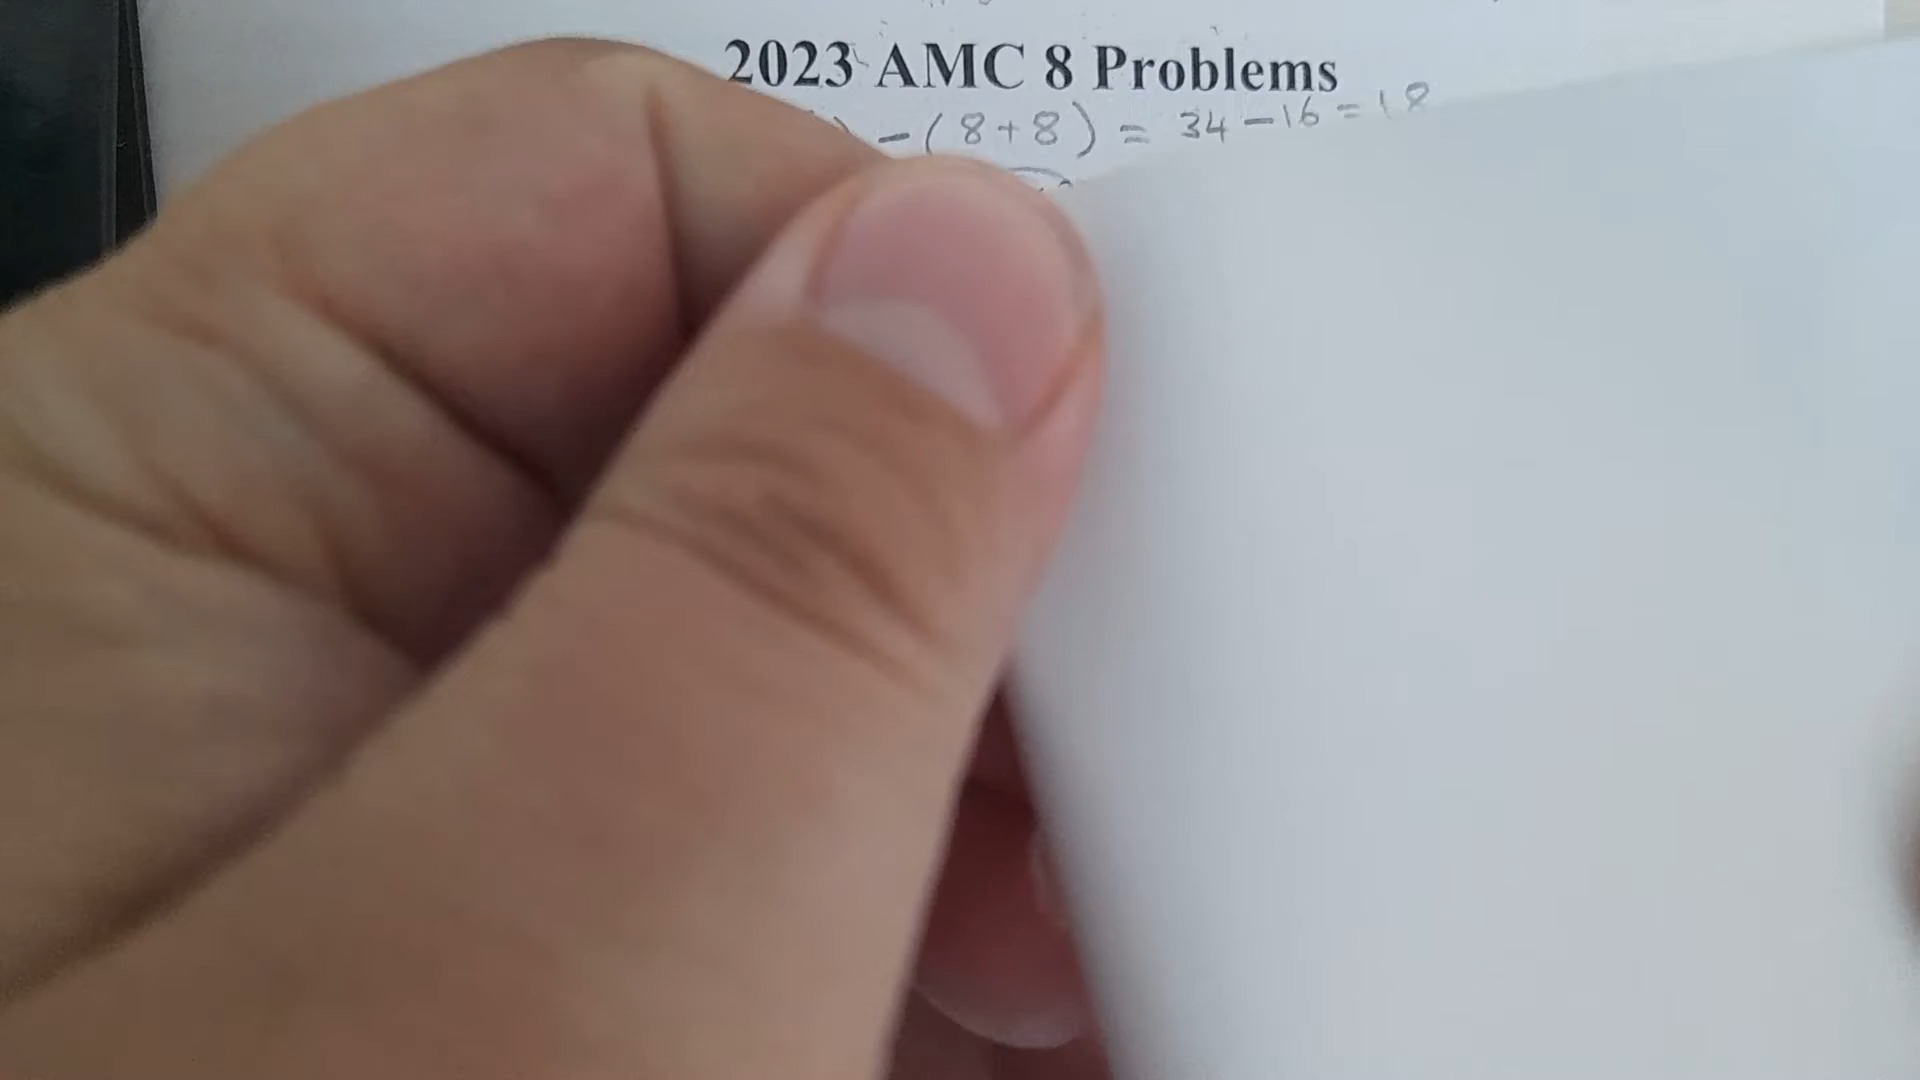 2023 AMC 8 Problems
) - ( 8 + 8 ) = 34 - 16 = 18